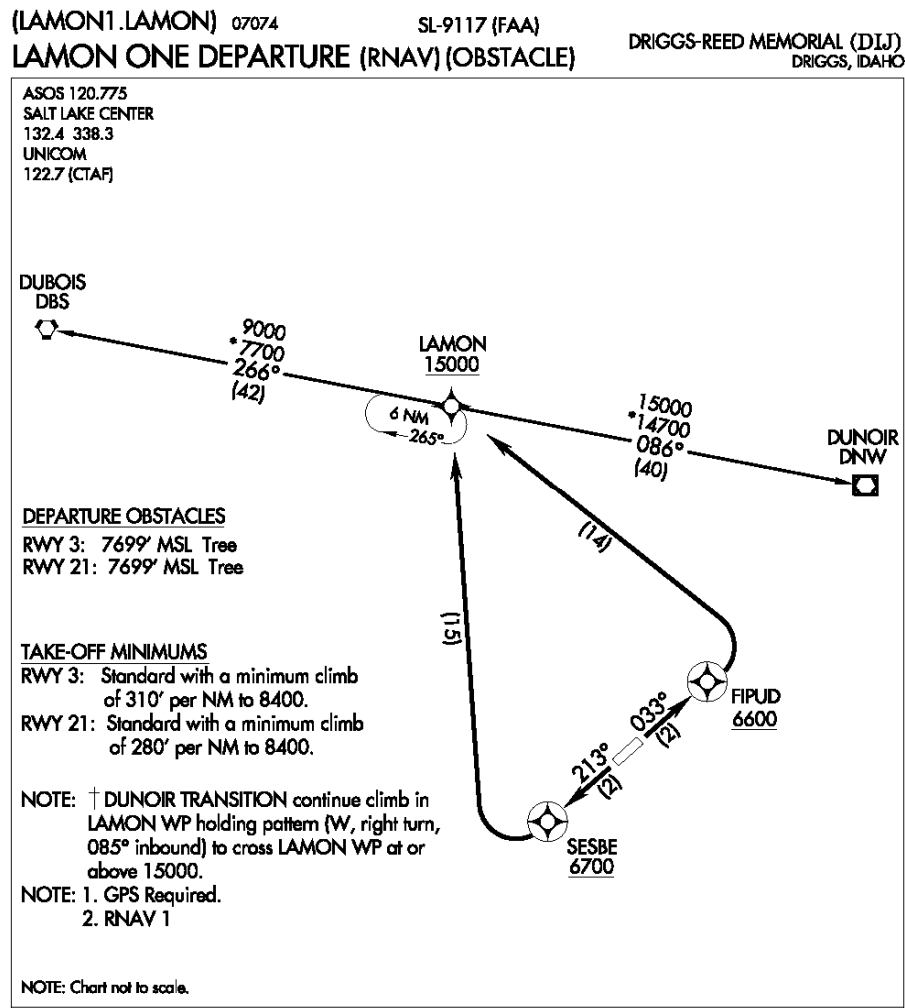 (LAMON1.LAMON) 07074
SL-9117 (FAA)
LAMON ONE DEPARTURE (RNAV) (OBSTACLE)
DRIGGS-REED MEMORIAL (DIJ)
DRIGGS, IDAHO
ASOS 120.775
SALT LAKE CENTER
132.4 338.3
UNICOM
122.7 (CTAF)
DUBOIS
DBS
9000
*7700
266°
(42)
LAMON
15000
6 NM
265°
15000
*14700
086°
(40)
DUNOIR
DNW
DEPARTURE OBSTACLES
RWY 3: 7699' MSL Tree
RWY 21: 7699' MSL Tree
(14)
(15)
TAKE-OFF MINIMUMS
RWY 3: Standard with a minimum climb
of 310' per NM to 8400.
RWY 21: Standard with a minimum climb
of 280' per NM to 8400.
FIPUD
6600
033°
(2)
213°
(2)
SESBE
6700
NOTE: † DUNOIR TRANSITION continue climb in
LAMON WP holding pattern (W, right turn,
085° inbound) to cross LAMON WP at or
above 15000.
NOTE: 1. GPS Required.
2. RNAV 1
NOTE: Chart not to scale.